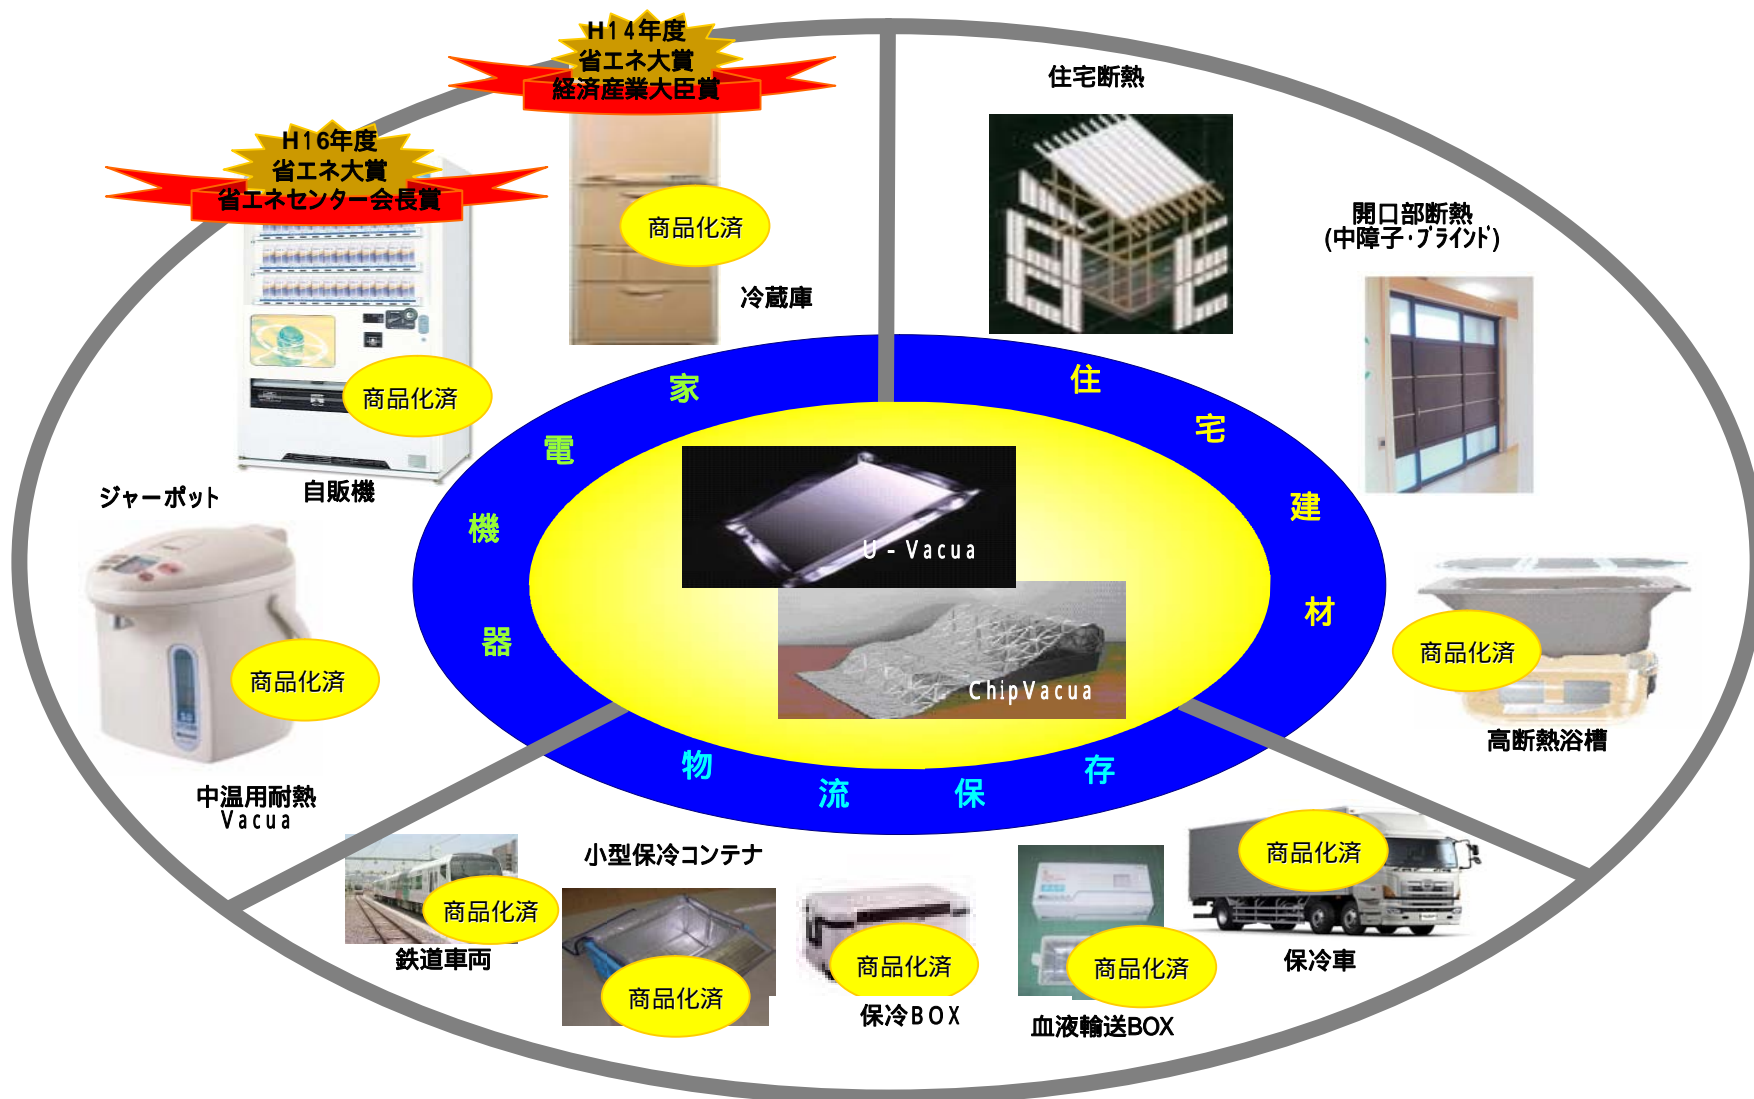 H14年度
省エネ大賞
経済産業大臣賞
H16年度
省エネ大賞
省エネセンター会長賞
商品化済
冷蔵庫
商品化済
自販機
ジャーポット
商品化済
中温用耐熱
Vacua
家電機器
住宅断熱
開口部断熱
(中障子・ブラインド)
商品化済
高断熱浴槽
住宅建材
U-Vacua
ChipVacua
物流保存
商品化済
鉄道車両
小型保冷コンテナ
商品化済
商品化済
保冷BOX
商品化済
血液輸送BOX
商品化済
保冷車